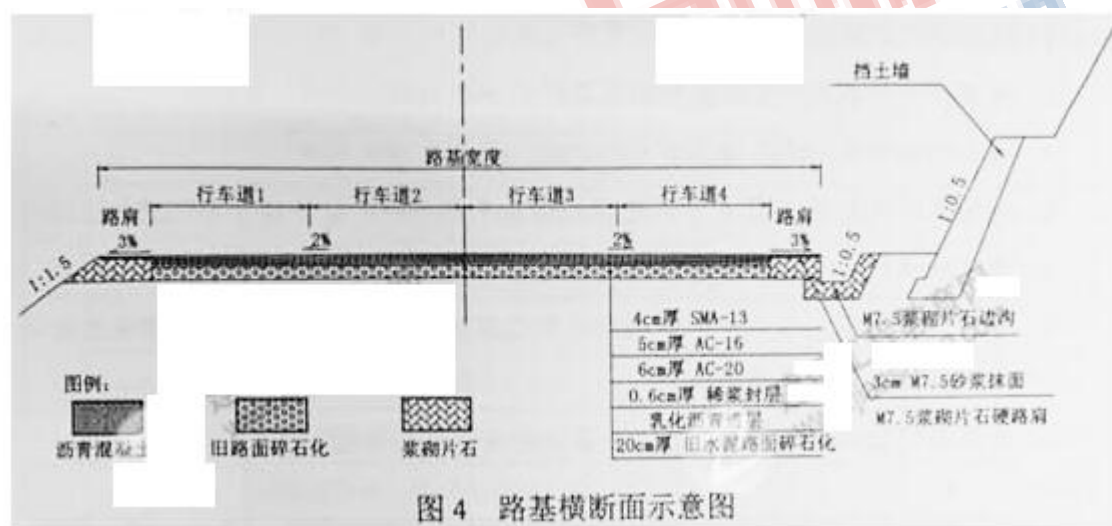 挡土墙
路基宽度
行车道1 行车道2 行车道3 行车道4
路肩 路肩
3% 2% 2% 3%
1:1.5 1:0.5 1:0.5
4cm厚 SMA-13
5cm厚 AC-16
6cm厚 AC-20
0.6cm厚 稀浆封层
乳化沥青透层
20cm厚 旧水泥路面碎石化
M7.5浆砌片石边沟
3cm M7.5砂浆抹面
M7.5浆砌片石硬路肩
图例:
沥青混凝土 旧路面碎石化 浆砌片石
图4 路基横断面示意图